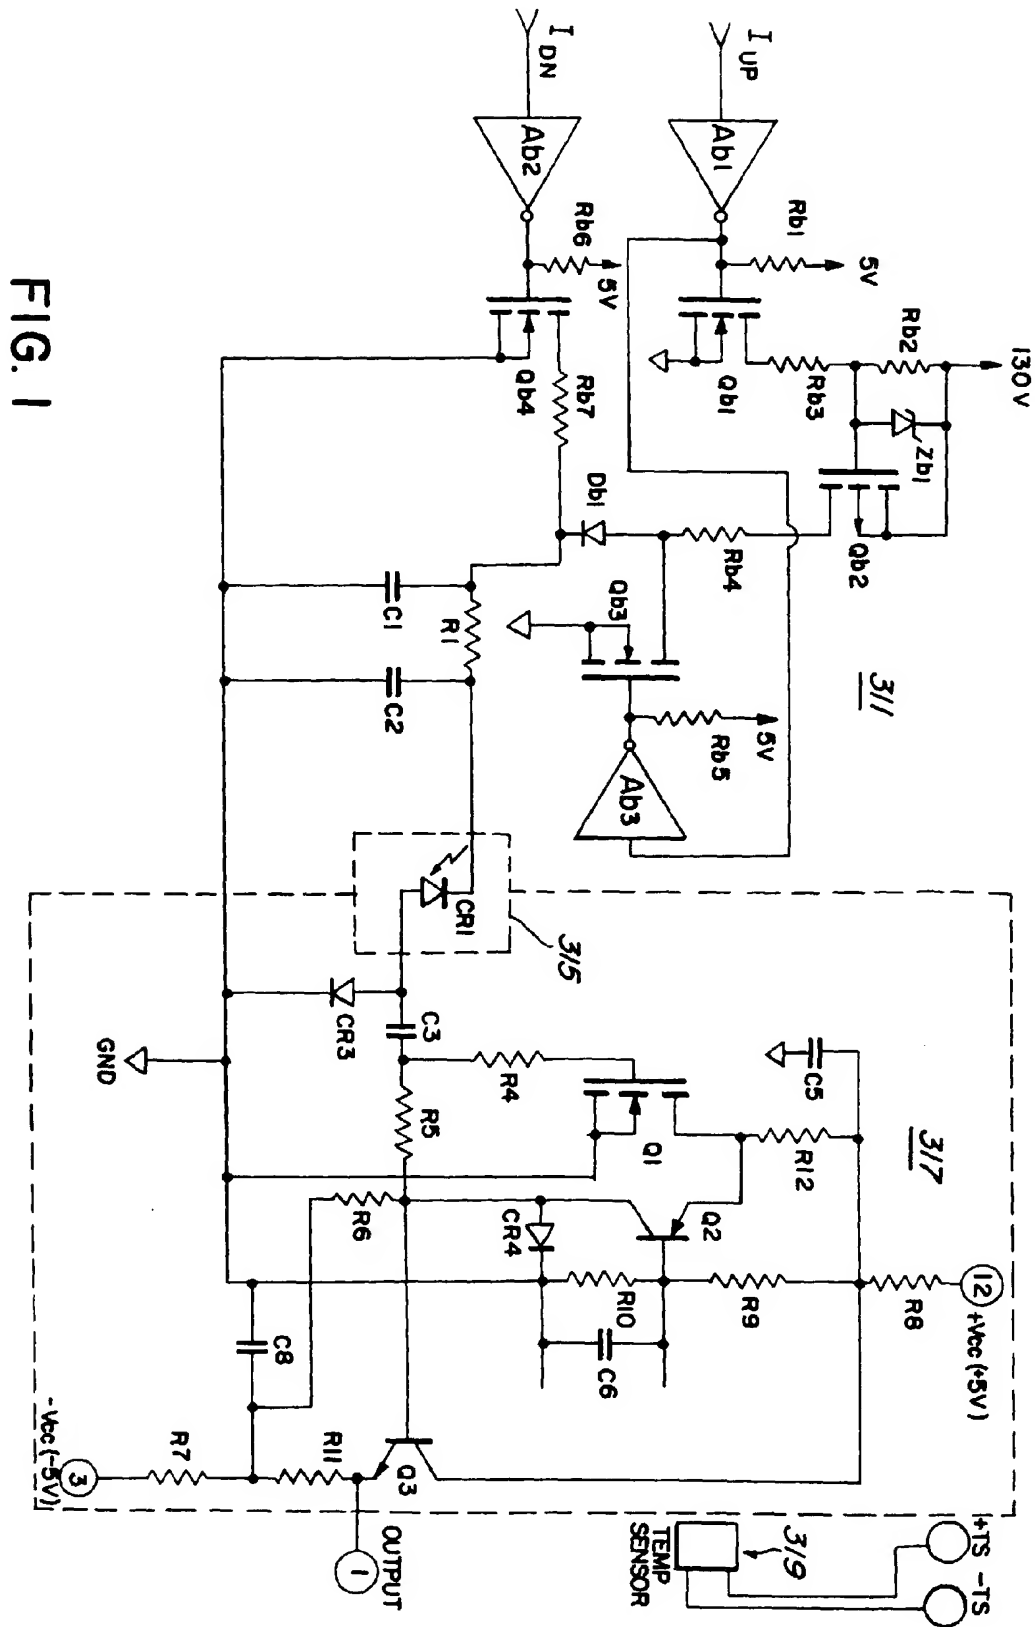 I UP
Ab1
Rb1
5V
Rb2
130V
Rb3
Qb1
Zb1
Qb2
I DN
Ab2
Rb6
5V
Qb4
Rb7
Db1
Rb4
Qb3
Rb5
5V
Ab3
311
C1
R1
C2
CR1
315
CR3
C3
GND
R4
R5
Q1
C5
R12
317
Q2
R6
CR4
R10
R9
R8
12
+Vcc (+5V)
C8
C6
R7
R11
Q3
-Vcc (-5V)
3
OUTPUT
1
TEMP
SENSOR
319
+TS
-TS
FIG. 1